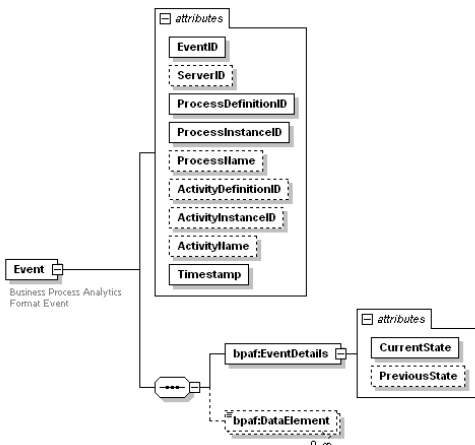 attributes
EventID
ServerID
ProcessDefinitionID
ProcessInstanceID
ProcessName
ActivityDefinitionID
ActivityInstanceID
ActivityName
Timestamp
Event
Business Process Analytics
Format Event
attributes
bpaf:EventDetails
CurrentState
PreviousState
bpaf:DataElement